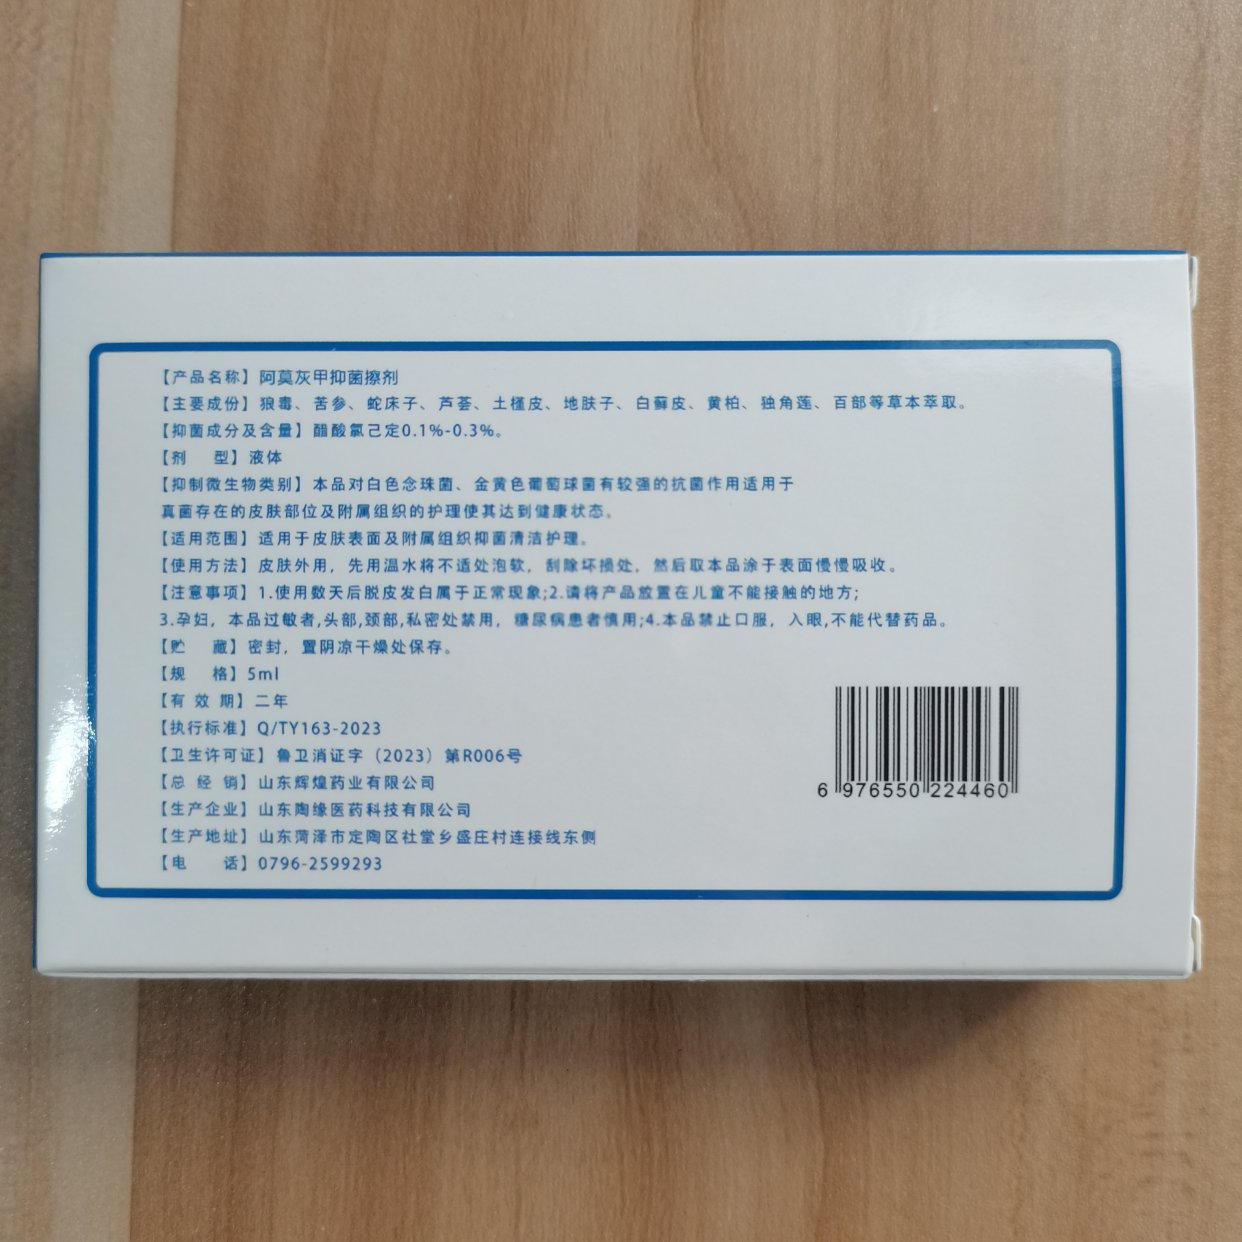 【产品名称】阿莫灰甲抑菌擦剂
【主要成份】狼毒、苦参、蛇床子、芦荟、土槿皮、地肤子、白藓皮、黄柏、独角莲、百部等草本萃取。
【抑菌成分及含量】醋酸氯己定0.1%-0.3%。
【剂 型】液体
【抑制微生物类别】本品对白色念珠菌、金黄色葡萄球菌有较强的抗菌作用适用于
真菌存在的皮肤部位及附属组织的护理使其达到健康状态。
【适用范围】适用于皮肤表面及附属组织抑菌清洁护理。
【使用方法】皮肤外用，先用温水将不适处泡软，刮除坏损处，然后取本品涂于表面慢慢吸收。
【注意事项】1.使用数天后脱皮发白属于正常现象;2.请将产品放置在儿童不能接触的地方;
3.孕妇，本品过敏者,头部,颈部,私密处禁用，糖尿病患者慎用;4.本品禁止口服，入眼,不能代替药品。
【贮 藏】密封，置阴凉干燥处保存。
【规 格】5ml
【有 效 期】二年
【执行标准】Q/TY163-2023
【卫生许可证】鲁卫消证字（2023）第R006号
【总 经 销】山东辉煌药业有限公司
【生产企业】山东陶缘医药科技有限公司
【生产地址】山东菏泽市定陶区社堂乡盛庄村连接线东侧
【电 话】0796-2599293
6 976550 224460